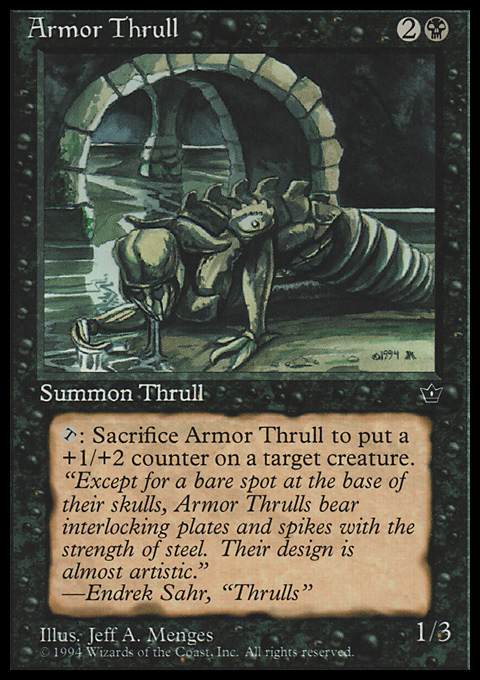 Armor Thrull 2
©1994 JM
Summon Thrull
T: Sacrifice Armor Thrull to put a
+1/+2 counter on a target creature.
“Except for a bare spot at the base of
their skulls, Armor Thrulls bear
interlocking plates and spikes with the
strength of steel. Their design is
almost artistic.”
—Endrek Sahr, “Thrulls”
Illus. Jeff A. Menges 1/3
© 1994 Wizards of the Coast, Inc. All rights reserved.